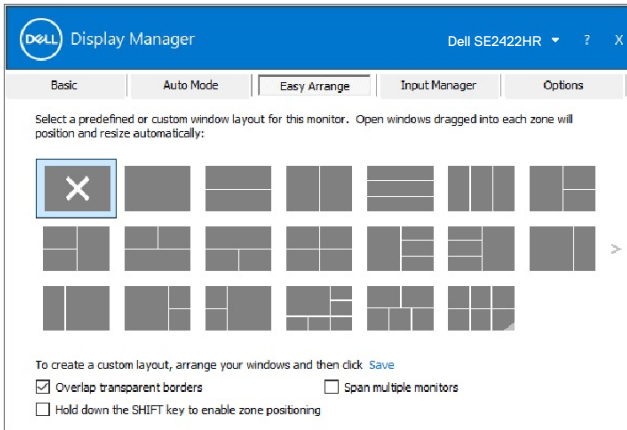 DELL Display Manager
Dell SE2422HR ? X
Basic Auto Mode Easy Arrange Input Manager Options
Select a predefined or custom window layout for this monitor. Open windows dragged into each zone will
position and resize automatically:
>
To create a custom layout, arrange your windows and then click Save
Overlap transparent borders Span multiple monitors
Hold down the SHIFT key to enable zone positioning